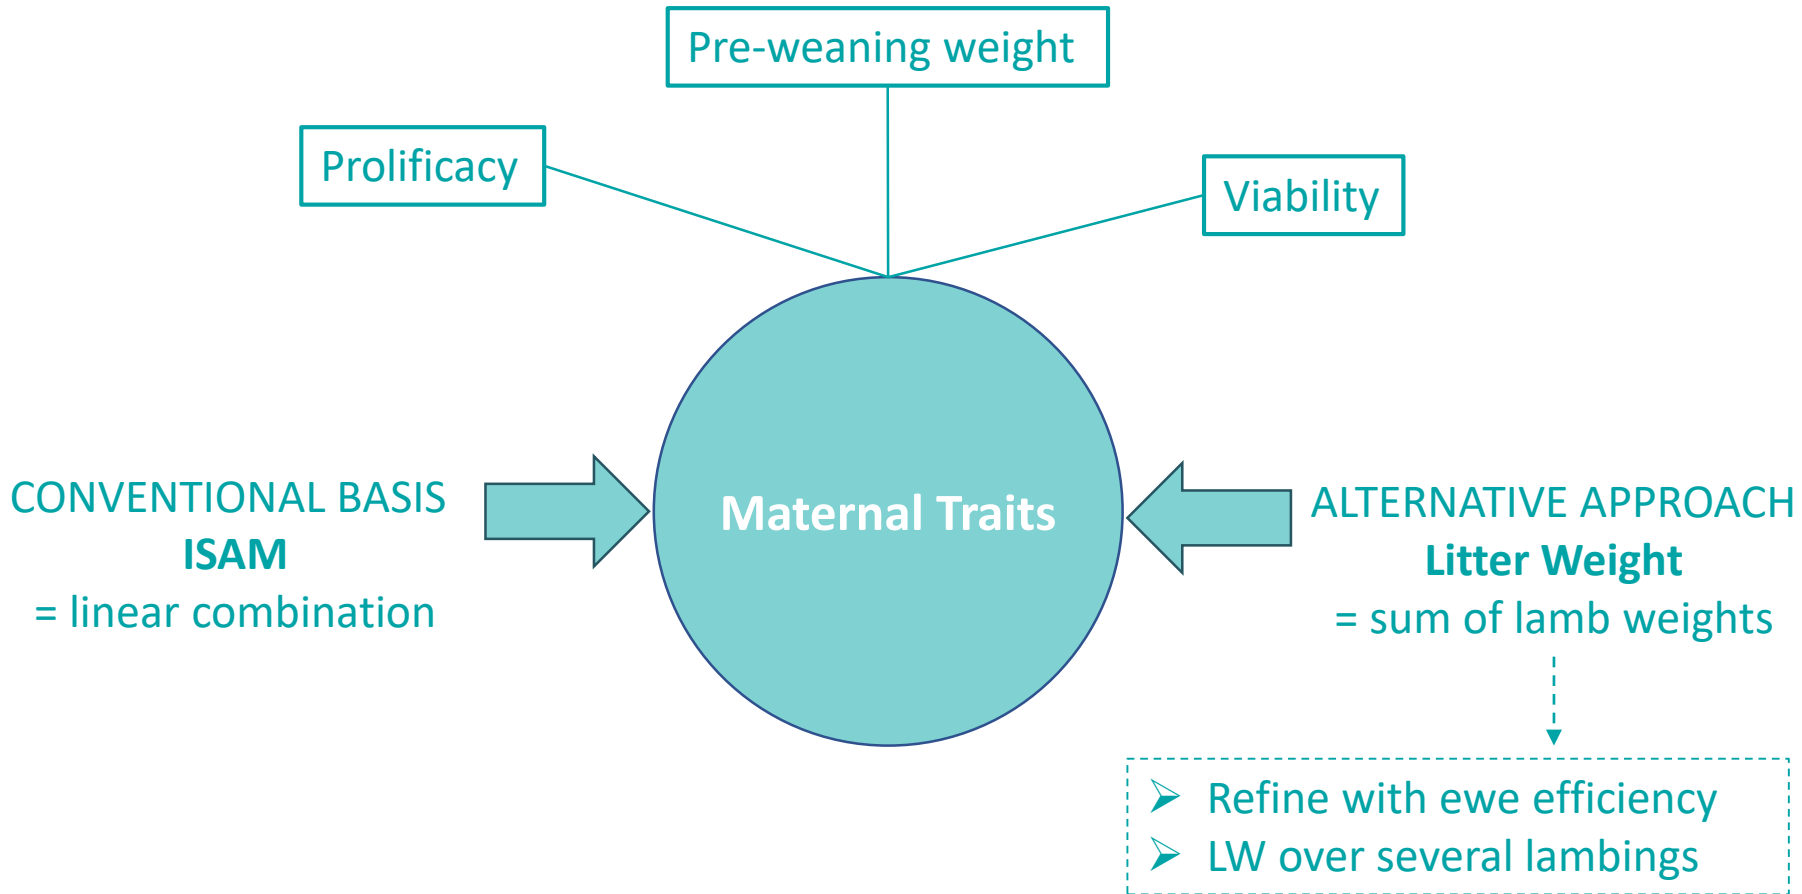 Pre-weaning weight
Prolificacy
Viability
Maternal Traits
CONVENTIONAL BASIS
ISAM
= linear combination
ALTERNATIVE APPROACH
Litter Weight
= sum of lamb weights
➢ Refine with ewe efficiency
➢ LW over several lambings